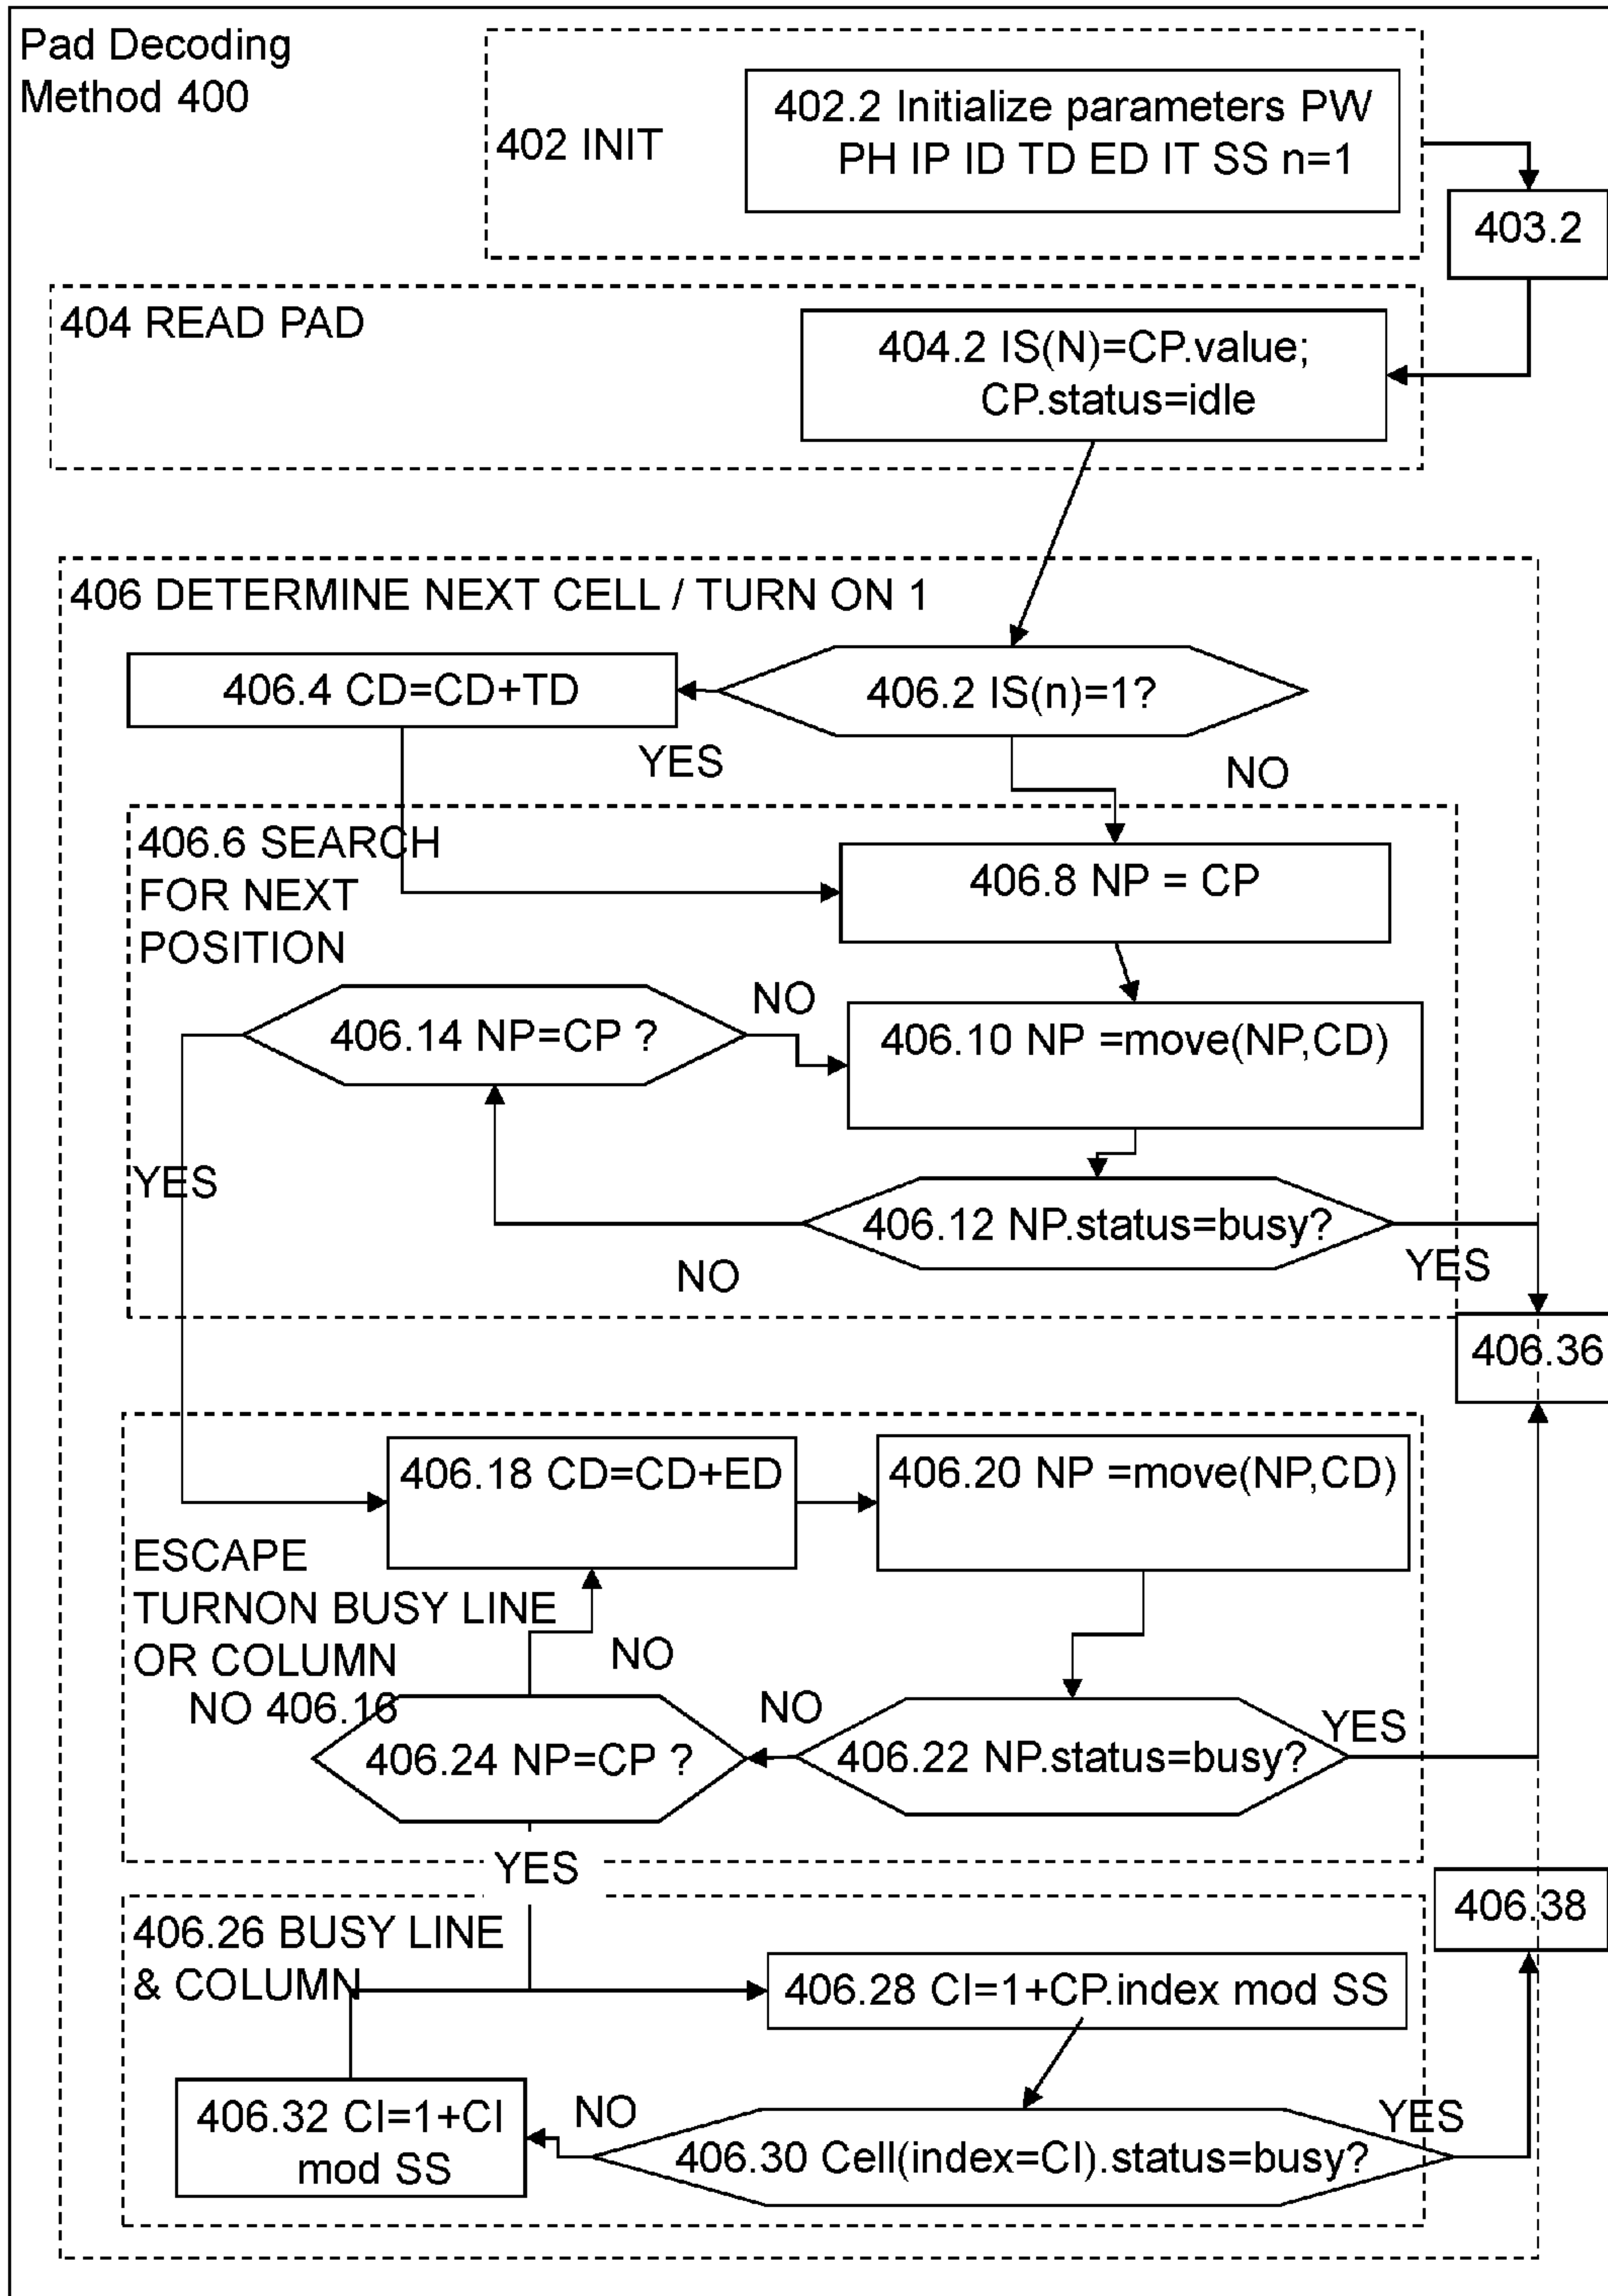 Pad Decoding
Method 400
402 INIT
402.2 Initialize parameters PW
PH IP ID TD ED IT SS n=1
403.2
404 READ PAD
404.2 IS(N)=CP.value;
CP.status=idle
406 DETERMINE NEXT CELL / TURN ON 1
406.4 CD=CD+TD
406.2 IS(n)=1?
YES
NO
406.6 SEARCH
FOR NEXT
POSITION
406.8 NP = CP
406.14 NP=CP ?
NO
406.10 NP =move(NP,CD)
YES
406.12 NP.status=busy?
NO
YES
406.36
406.18 CD=CD+ED
406.20 NP =move(NP,CD)
ESCAPE
TURNON BUSY LINE
OR COLUMN
NO 406.16
NO
406.24 NP=CP ?
NO
406.22 NP.status=busy?
YES
YES
406.26 BUSY LINE
& COLUMN
406.28 CI=1+CP.index mod SS
406.38
406.32 CI=1+CI
mod SS
NO
406.30 Cell(index=CI).status=busy?
YES